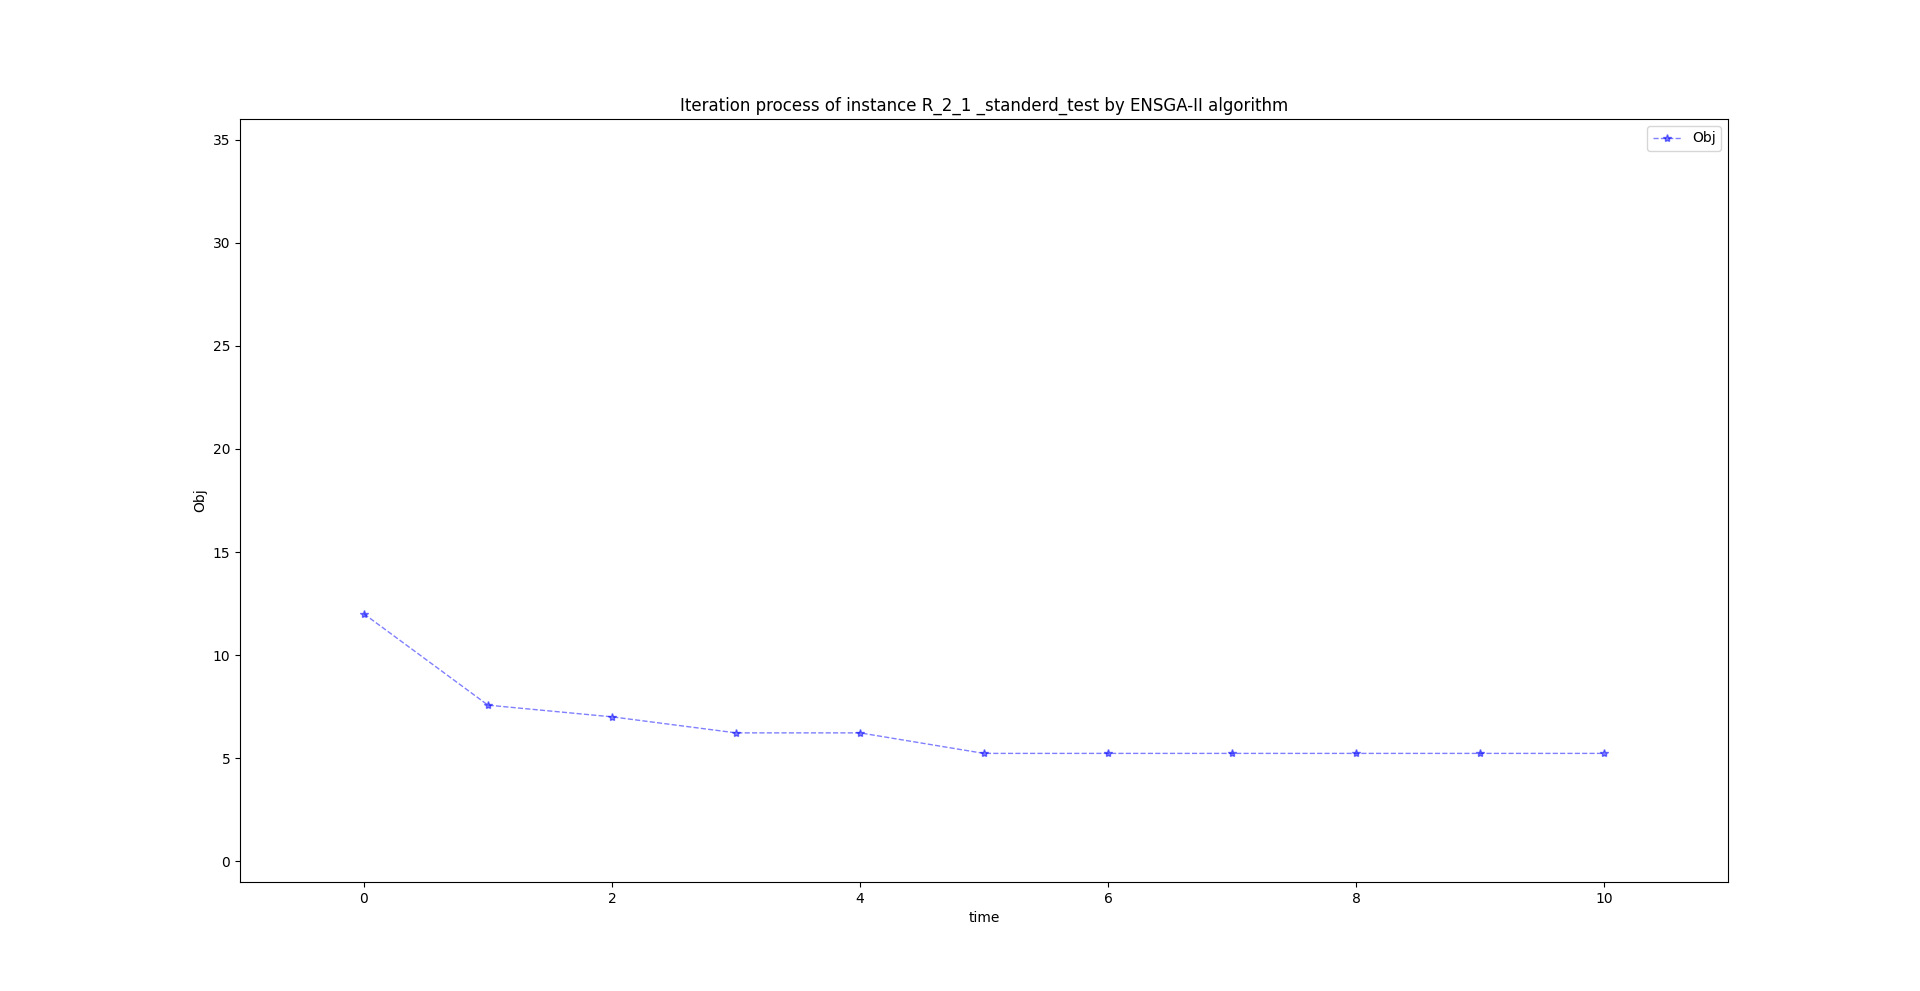 Iteration process of instance R_2_1 _standerd_test by ENSGA-II algorithm
Obj
35
30
25
20
15
10
5
0
Obj
0 2 4 6 8 10
time